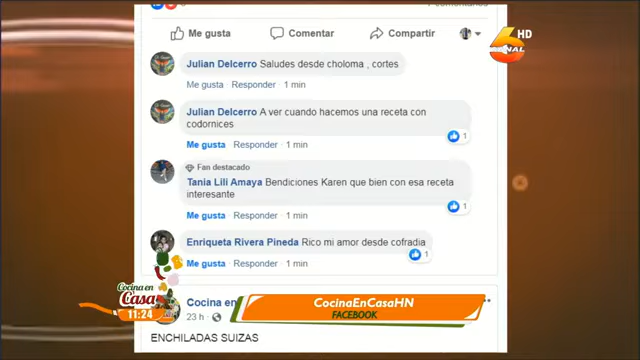 Me gusta Comentar Compartir
6 HD
Julian Delcerro Saludes desde choloma , cortes
Me gusta Responder 1 min
Julian Delcerro A ver cuando hacemos una receta con
codornices
1
Me gusta Responder 1 min
Fan destacado
Tania Lili Amaya Bendiciones Karen que bien con esa receta
interesante
1
Me gusta Responder 1 min
Enriqueta Rivera Pineda Rico mi amor desde cofradia
1
Me gusta Responder 1 min
Cocina en
Casa
11:24
Cocina en
23 h
CocinaEnCasaHN
FACEBOOK
ENCHILADAS SUIZAS